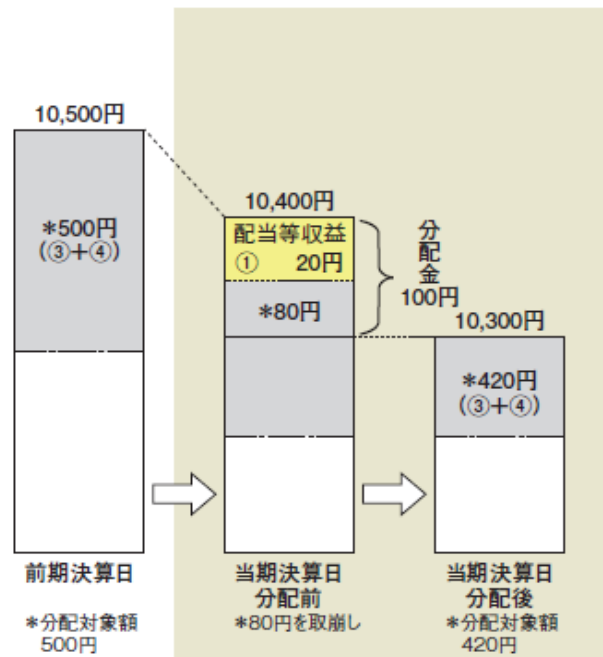 10,500円
＊500円
(③＋④)
10,400円
配当等収益
① 20円
＊80円
分配金
100円
10,300円
＊420円
(③＋④)
前期決算日
＊分配対象額
500円
当期決算日
分配前
＊80円を取崩し
当期決算日
分配後
＊分配対象額
420円